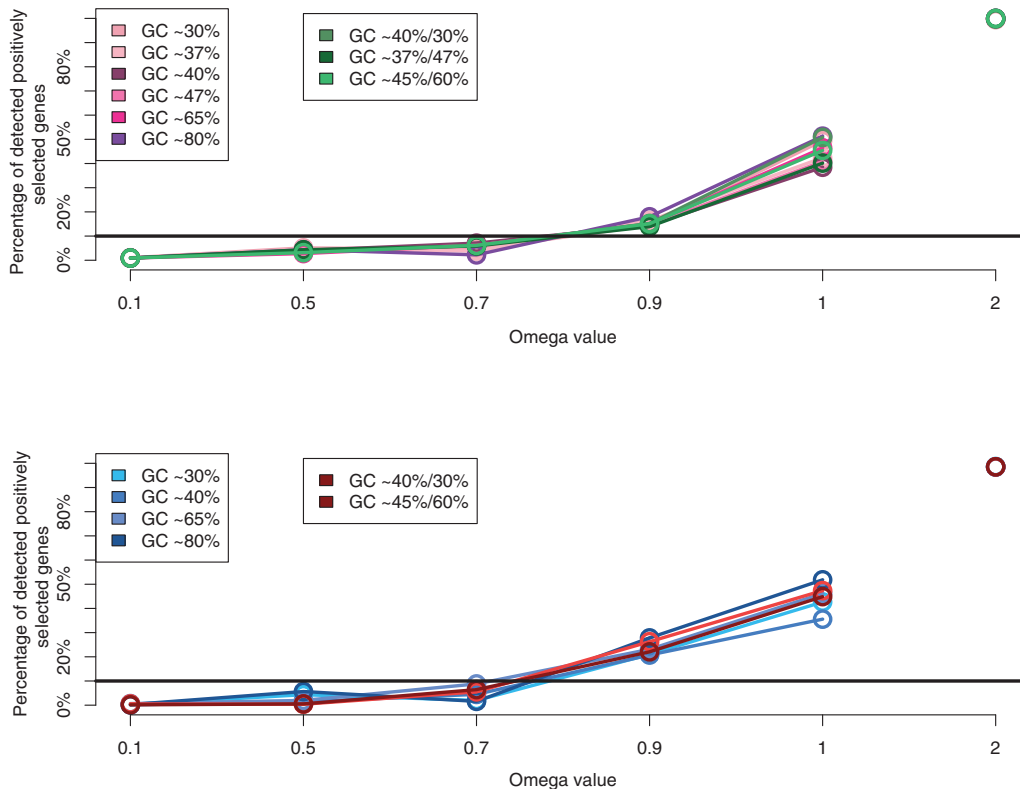 Percentage of detected positively
selected genes
80%
50%
20%
0%
GC ~30%
GC ~37%
GC ~40%
GC ~47%
GC ~65%
GC ~80%
GC ~40%/30%
GC ~37%/47%
GC ~45%/60%
0.1 0.5 0.7 0.9 1 2
Omega value
Percentage of detected positively
selected genes
80%
50%
20%
0%
GC ~30%
GC ~40%
GC ~65%
GC ~80%
GC ~40%/30%
GC ~45%/60%
0.1 0.5 0.7 0.9 1 2
Omega value